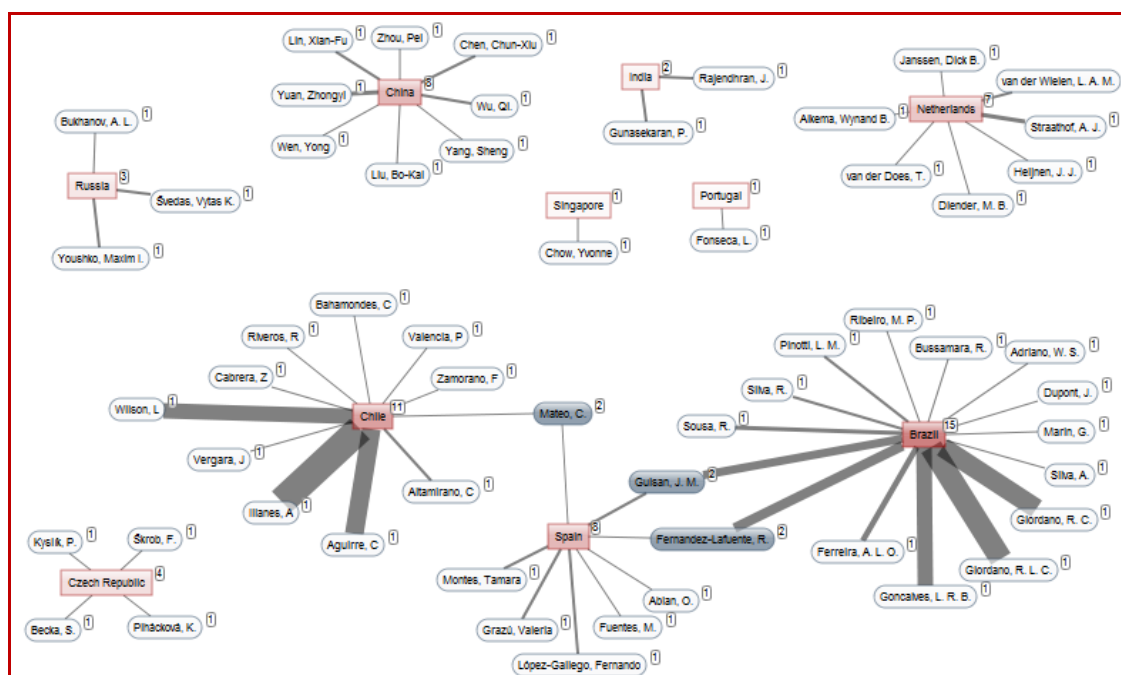 Lin, Xian-Fu 1
Zhou, Pei 1
Chen, Chun-Xiu 1
Yuan, Zhongyi 1
China 8
Wu, Qi. 1
Wen, Yong 1
Liu, Bo-Kai 1
Yang, Sheng 1
India 2
Rajendhran, J. 1
Gunasekaran, P. 1
Janssen, Dick B. 1
van der Wielen, L. A. M.
Netherlands 7
Alkema, Wynand B. 1
Straathof, A. J. 1
van der Does, T. 1
Heijnen, J. J. 1
Diender, M. B. 1
Bukhanov, A. L. 1
Russia 3
Švedas, Vytas K. 1
Youshko, Maxim I. 1
Singapore 1
Chow, Yvonne 1
Portugal 1
Fonseca, L. 1
Bahamondes, C 1
Riveros, R 1
Valencia, P 1
Cabrera, Z 1
Zamorano, F 1
Wilson, L 1
Chile 11
Mateo, C. 2
Vergara, J 1
Altamirano, C 1
Illanes, A 1
Aguirre, C 1
Ribeiro, M. P. 1
Pinotti, L. M. 1
Bussamara, R. 1
Adriano, W. S. 1
Silva, R. 1
Dupont, J. 1
Sousa, R. 1
Brazil 15
Marin, G. 1
Guisan, J. M. 2
Silva, A. 1
Giordano, R. C. 1
Fernandez-Lafuente, R. 2
Ferreira, A. L. O. 1
Giordano, R. L. C. 1
Goncalves, L. R. B. 1
Spain 8
Montes, Tamara 1
Abian, O. 1
Grazú, Valeria 1
Fuentes, M. 1
López-Gallego, Fernando 1
Kyslík, P. 1
Škrob, F. 1
Czech Republic 4
Becka, S. 1
Plhácková, K. 1